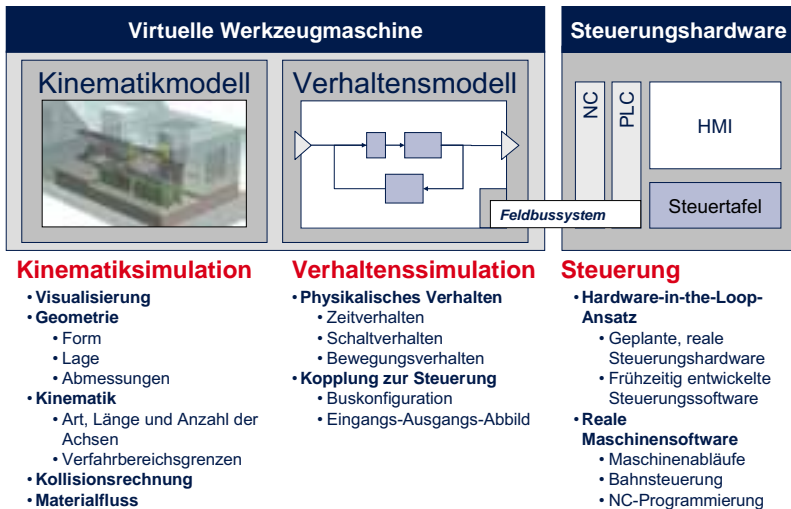 Virtuelle Werkzeugmaschine
Steuerungshardware
Kinematikmodell
Verhaltensmodell
NC
PLC
HMI
Steuertafel
Feldbussystem
Kinematiksimulation
• Visualisierung
• Geometrie
• Form
• Lage
• Abmessungen
• Kinematik
• Art, Länge und Anzahl der
Achsen
• Verfahrbereichsgrenzen
• Kollisionsrechnung
• Materialfluss
Verhaltenssimulation
• Physikalisches Verhalten
• Zeitverhalten
• Schaltverhalten
• Bewegungsverhalten
• Kopplung zur Steuerung
• Buskonfiguration
• Eingangs-Ausgangs-Abbild
Steuerung
• Hardware-in-the-Loop-
Ansatz
• Geplante, reale
Steuerungshardware
• Frühzeitig entwickelte
Steuerungssoftware
• Reale
Maschinensoftware
• Maschinenabläufe
• Bahnsteuerung
• NC-Programmierung